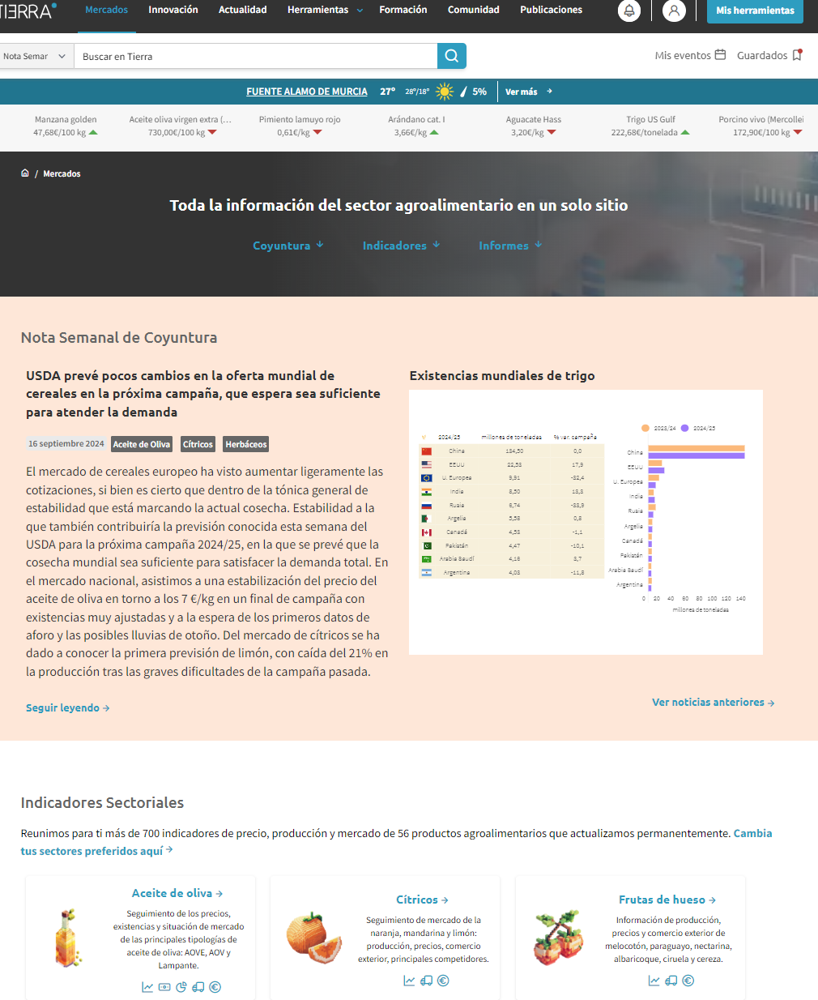 TIERRA
Mercados Innovación Actualidad Herramientas Formación Comunidad Publicaciones Mis herramientas
Nota Semar Buscar en Tierra Mis eventos Guardados
FUENTE ALAMO DE MURCIA 27º 28º/18º 5% Ver más
Manzana golden Aceite oliva virgen extra (… Pimiento lamuyo rojo Arándano cat. I Aguacate Hass Trigo US Gulf Porcino vivo (Mercollei
47,68€/100 kg 730,00€/100 kg 0,61€/kg 3,66€/kg 3,20€/kg 222,68€/tonelada 172,90€/100 kg
/ Mercados
Toda la información del sector agroalimentario en un solo sitio
Coyuntura Indicadores Informes
Nota Semanal de Coyuntura
USDA prevé pocos cambios en la oferta mundial de
cereales en la próxima campaña, que espera sea suficiente
para atender la demanda
16 septiembre 2024 Aceite de Oliva Cítricos Herbáceos
El mercado de cereales europeo ha visto aumentar ligeramente las
cotizaciones, si bien es cierto que dentro de la tónica general de
estabilidad que está marcando la actual cosecha. Estabilidad a la
que también contribuiría la previsión conocida esta semana del
USDA para la próxima campaña 2024/25, en la que se prevé que la
cosecha mundial sea suficiente para satisfacer la demanda total. En
el mercado nacional, asistimos a una estabilización del precio del
aceite de oliva en torno a los 7 €/kg en un final de campaña con
existencias muy ajustadas y a la espera de los primeros datos de
aforo y las posibles lluvias de otoño. Del mercado de cítricos se ha
dado a conocer la primera previsión de limón, con caída del 21% en
la producción tras las graves dificultades de la campaña pasada.
Seguir leyendo
Existencias mundiales de trigo
2023/24 2024/25
2024/25 millones de toneladas % var. campaña
China 134,50 0,0
EEUU 22,53 17,9
U. Europea 9,91 -32,4
India 8,50 13,3
Rusia 6,74 -33,9
Argelia 5,58 0,8
Canadá 4,53 -1,1
Pakistán 4,47 -10,1
Arabia Saudí 4,16 3,7
Argentina 4,03 -11,8
China
EEUU
U. Europea
India
Rusia
Argelia
Canadá
Pakistán
Arabia Saudí
Argentina
0 20 40 60 80 100 120 140
millones de toneladas
Ver noticias anteriores
Indicadores Sectoriales
Reunimos para ti más de 700 indicadores de precio, producción y mercado de 56 productos agroalimentarios que actualizamos permanentemente. Cambia
tus sectores preferidos aquí
Aceite de oliva
Seguimiento de los precios,
existencias y situación de mercado
de las principales tipologías de
aceite de oliva: AOVE, AOV y
Lampante.
Cítricos
Seguimiento de mercado de la
naranja, mandarina y limón:
producción, precios, comercio
exterior, principales competidores.
Frutas de hueso
Información de producción,
precios y comercio exterior de
melocotón, paraguayo, nectarina,
albaricoque, ciruela y cereza.